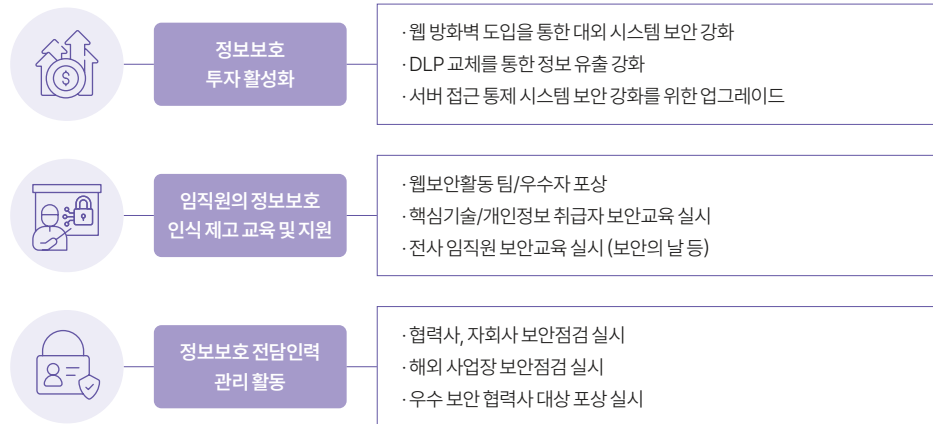 정보보호
투자 활성화
· 웹 방화벽 도입을 통한 대외 시스템 보안 강화
· DLP 교체를 통한 정보 유출 강화
· 서버 접근 통제 시스템 보안 강화를 위한 업그레이드
임직원의 정보보호
인식 제고 교육 및 지원
· 웹보안활동 팀/우수자 포상
· 핵심기술/개인정보 취급자 보안교육 실시
· 전사 임직원 보안교육 실시 (보안의 날 등)
정보보호 전담인력
관리 활동
· 협력사, 자회사 보안점검 실시
· 해외 사업장 보안점검 실시
· 우수 보안 협력사 대상 포상 실시